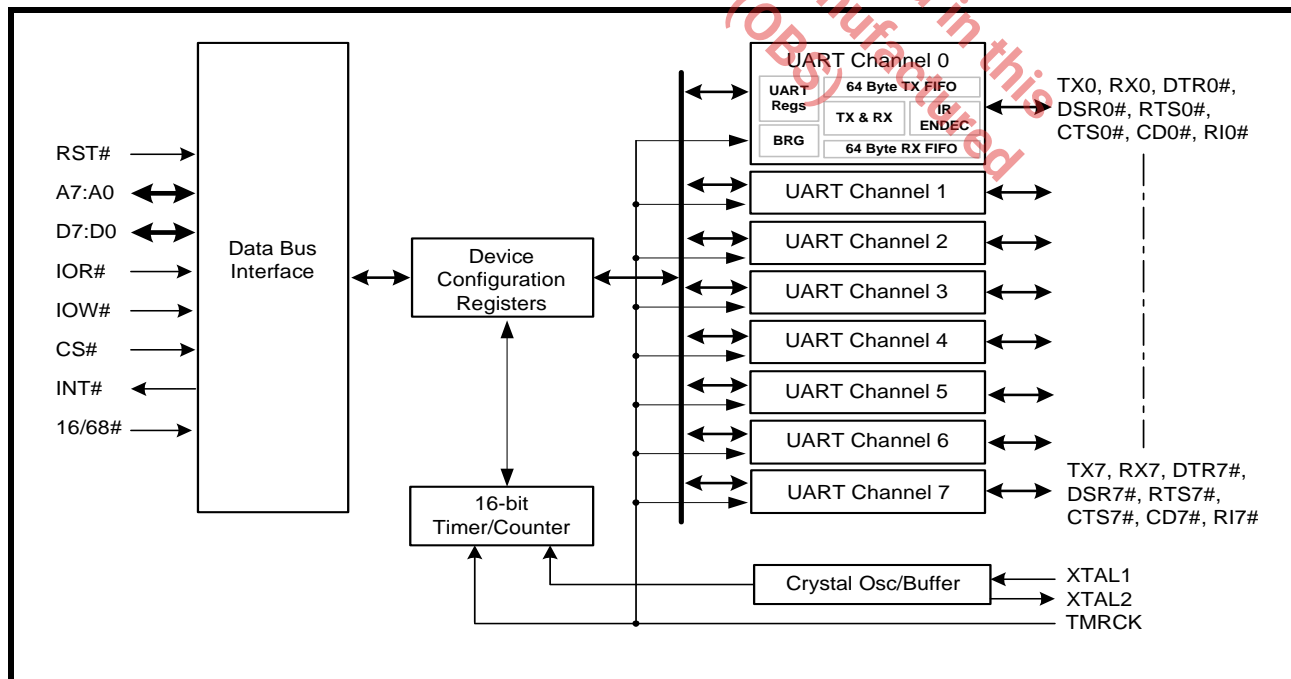 in this
nufactured
(OBS)
RST#
A7:A0
D7:D0
IOR#
IOW#
CS#
INT#
16/68#
Data Bus
Interface
Device
Configuration
Registers
16-bit
Timer/Counter
UART Channel 0
UART
Regs
64 Byte TX FIFO
TX & RX
IR
ENDEC
BRG
64 Byte RX FIFO
UART Channel 1
UART Channel 2
UART Channel 3
UART Channel 4
UART Channel 5
UART Channel 6
UART Channel 7
Crystal Osc/Buffer
TX0, RX0, DTR0#,
DSR0#, RTS0#,
CTS0#, CD0#, RI0#
TX7, RX7, DTR7#,
DSR7#, RTS7#,
CTS7#, CD7#, RI7#
XTAL1
XTAL2
TMRCK